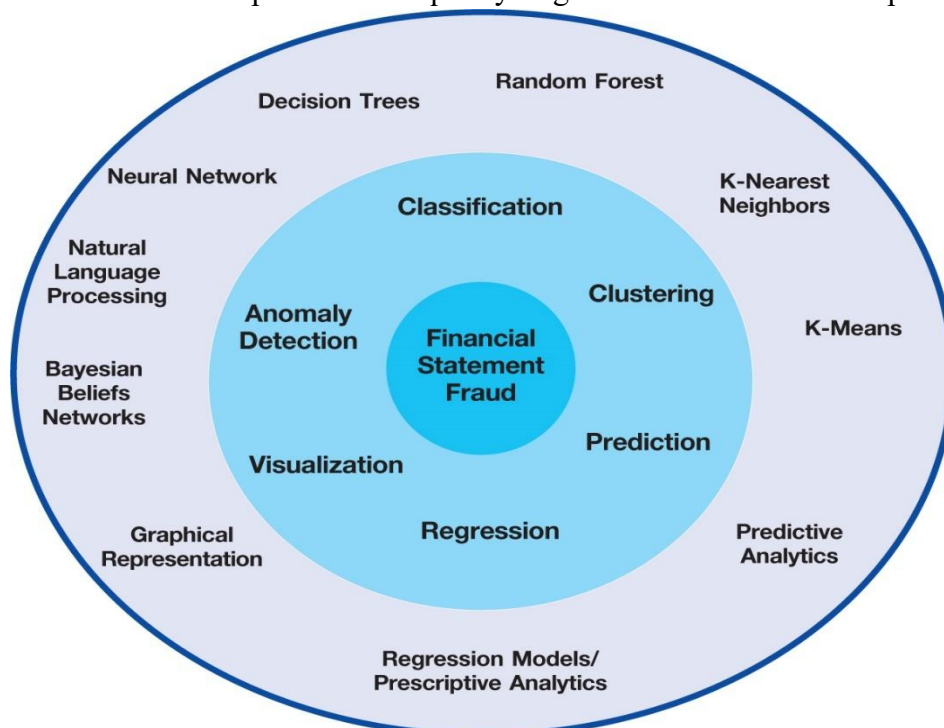 Decision Trees
Random Forest
Neural Network
K-Nearest
Neighbors
Natural
Language
Processing
K-Means
Bayesian
Beliefs
Networks
Graphical
Representation
Predictive
Analytics
Regression Models/
Prescriptive Analytics
Classification
Clustering
Anomaly
Detection
Prediction
Visualization
Regression
Financial
Statement
Fraud